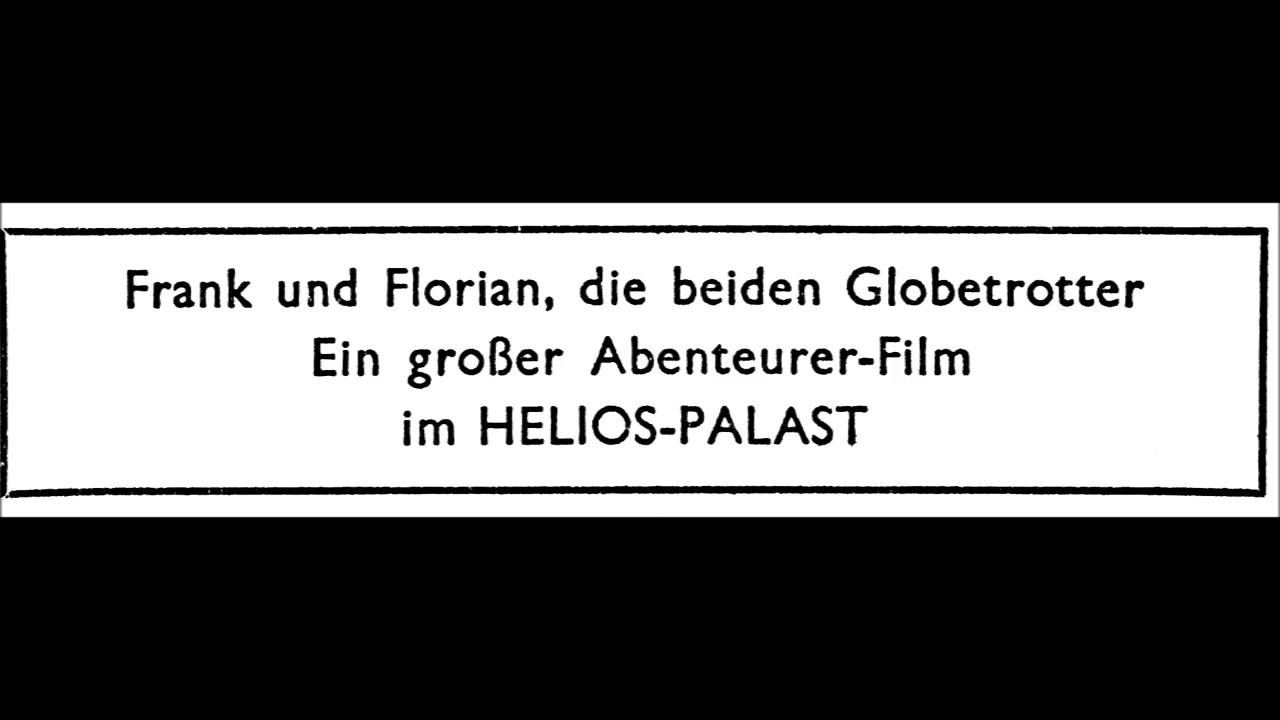 Frank und Florian, die beiden Globetrotter
Ein großer Abenteurer-Film
im HELIOS-PALAST